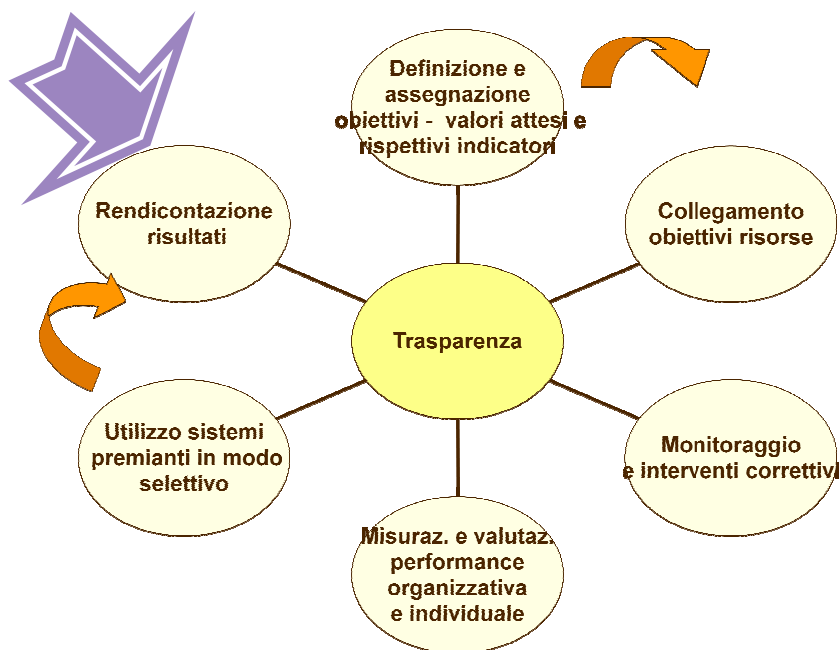 Definizione e
assegnazione
obiettivi - valori attesi e
rispettivi indicatori
Rendicontazione
risultati
Collegamento
obiettivi risorse
Trasparenza
Utilizzo sistemi
premianti in modo
selettivo
Monitoraggio
e interventi correttivi
Misuraz. e valutaz.
performance
organizzativa
e individuale